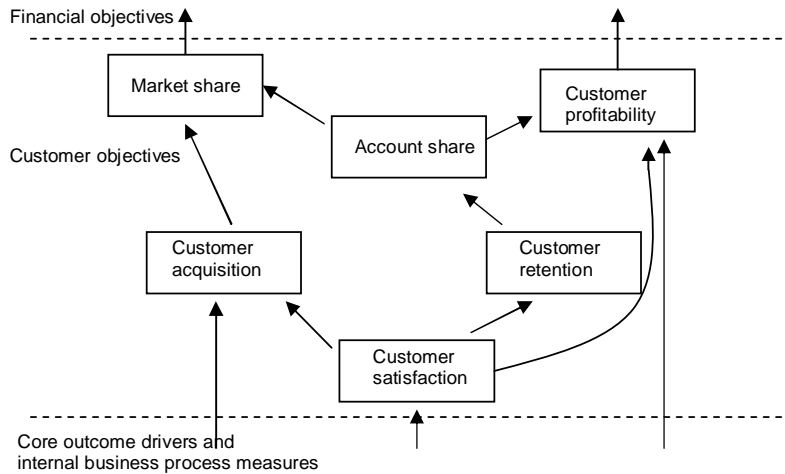 Financial objectives
Market share
Customer
profitability
Account share
Customer objectives
Customer
acquisition
Customer
retention
Customer
satisfaction
Core outcome drivers and
internal business process measures